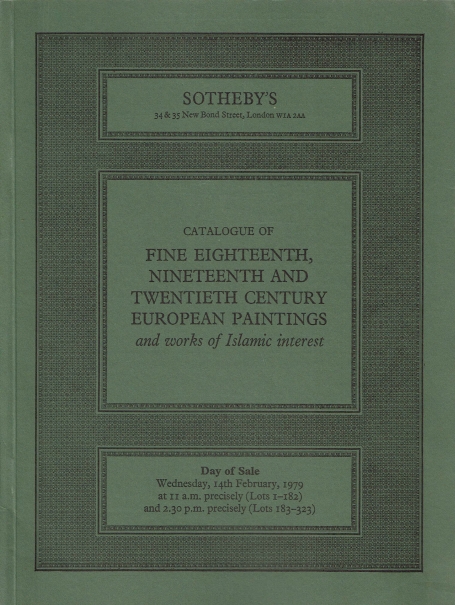 SOTHEBY'S
34 & 35 New Bond Street, London W1A 2AA
CATALOGUE OF
FINE EIGHTEENTH,
NINETEENTH AND
TWENTIETH CENTURY
EUROPEAN PAINTINGS
and works of Islamic interest
Day of Sale
Wednesday, 14th February, 1979
at 11 a.m. precisely (Lots 1–182)
and 2.30 p.m. precisely (Lots 183–323)